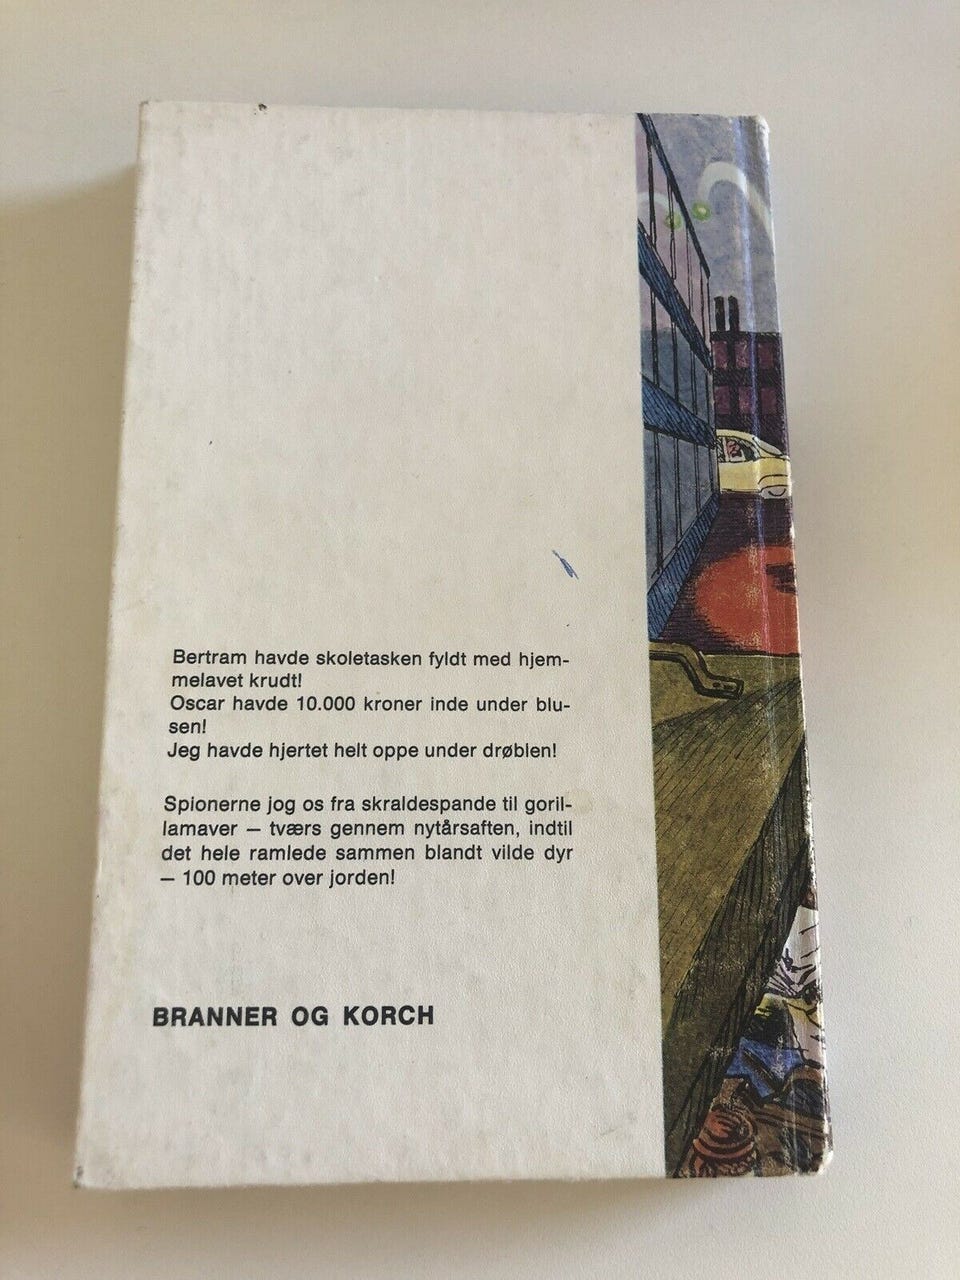 Bertram havde skoletasken fyldt med hjem-
melavet krudt!
Oscar havde 10.000 kroner inde under blu-
sen!
Jeg havde hjertet helt oppe under drøblen!
Spionerne jog os fra skraldespande til goril-
lamaver — tværs gennem nytårsaften, indtil
det hele ramlede sammen blandt vilde dyr
— 100 meter over jorden!
BRANNER OG KORCH